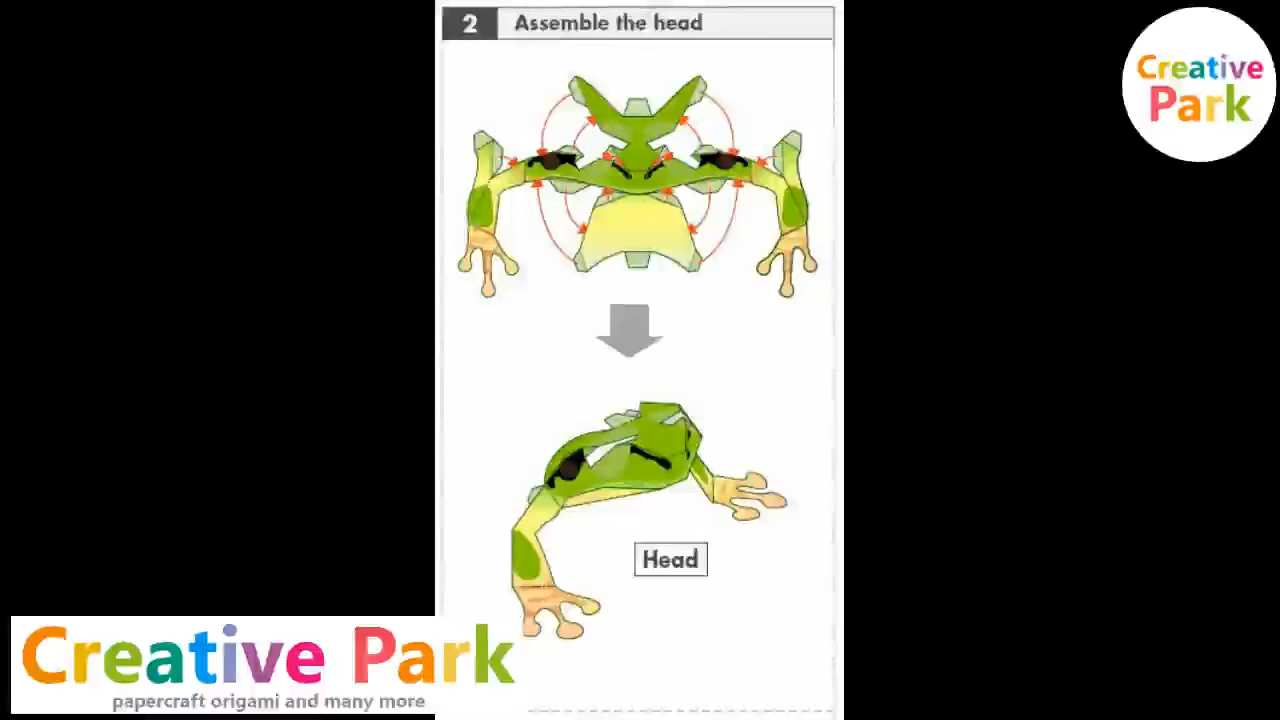 2 Assemble the head
Creative
Park
Head
Creative Park
papercraft origami and many more